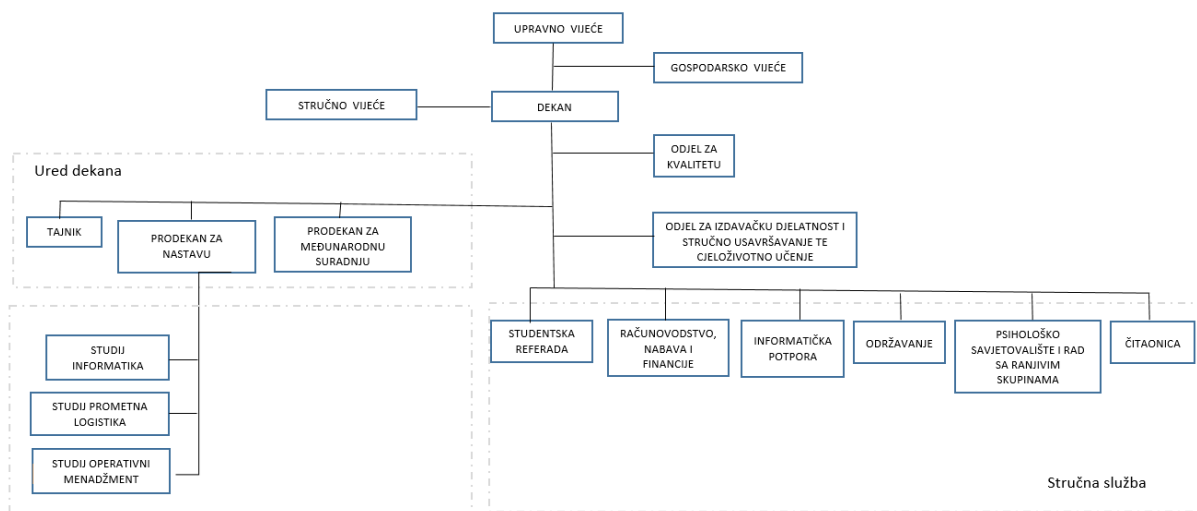 UPRAVNO VIJEĆE
GOSPODARSKO VIJEĆE
STRUČNO VIJEĆE
DEKAN
ODJEL ZA
KVALITETU
Ured dekana
TAJNIK
PRODEKAN ZA
NASTAVU
PRODEKAN ZA
MEĐUNARODNU
SURADNJU
ODJEL ZA IZDAVAČKU DJELATNOST I
STRUČNO USAVRŠAVANJE TE
CJELOŽIVOTNO UČENJE
STUDIJ
INFORMATIKA
STUDIJ PROMETNA
LOGISTIKA
STUDIJ OPERATIVNI
MENADŽMENT
STUDENTSKA
REFERADA
RAČUNOVODSTVO,
NABAVA I
FINANCIJE
INFORMATIČKA
POTPORA
ODRŽAVANJE
PSIHOLOŠKO
SAVJETOVALIŠTE I RAD
SA RANJIVIM
SKUPINAMA
ČITAONICA
Stručna služba